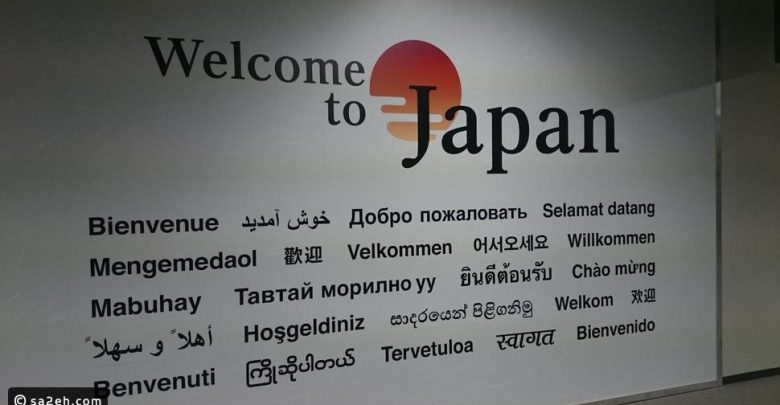 Welcome
to Japan
Bienvenue خوش آمدید Добро пожаловать Selamat datang
Mengemedaol 歡迎 Velkommen 어서오세요 Willkommen
Mabuhay Тавтай морилно уу ยินดีต้อนรับ Chào mừng
أهلاً و سهلاً Hoşgeldiniz සාදරයෙන් පිළිගනිමු Welkom 欢迎
Benvenuti ကြိုဆိုပါတယ် Tervetuloa स्वागत Bienvenido
© sa2eh.com